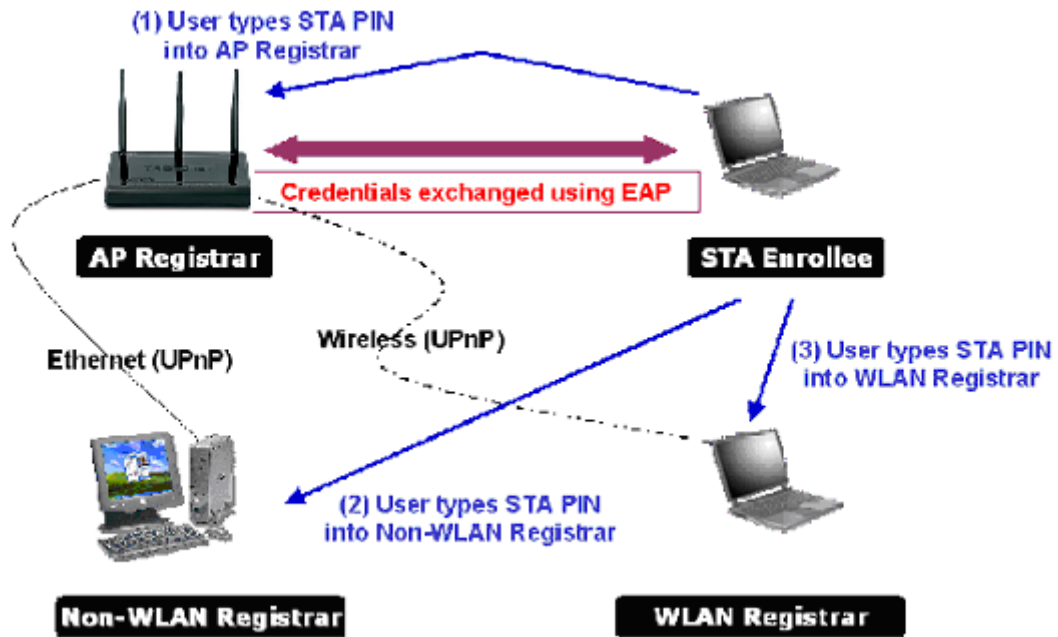 (1) User types STA PIN
into AP Registrar
Credentials exchanged using EAP
AP Registrar
STA Enrollee
Ethernet (UPnP)
Wireless (UPnP)
(3) User types STA PIN
into WLAN Registrar
(2) User types STA PIN
into Non-WLAN Registrar
Non-WLAN Registrar
WLAN Registrar